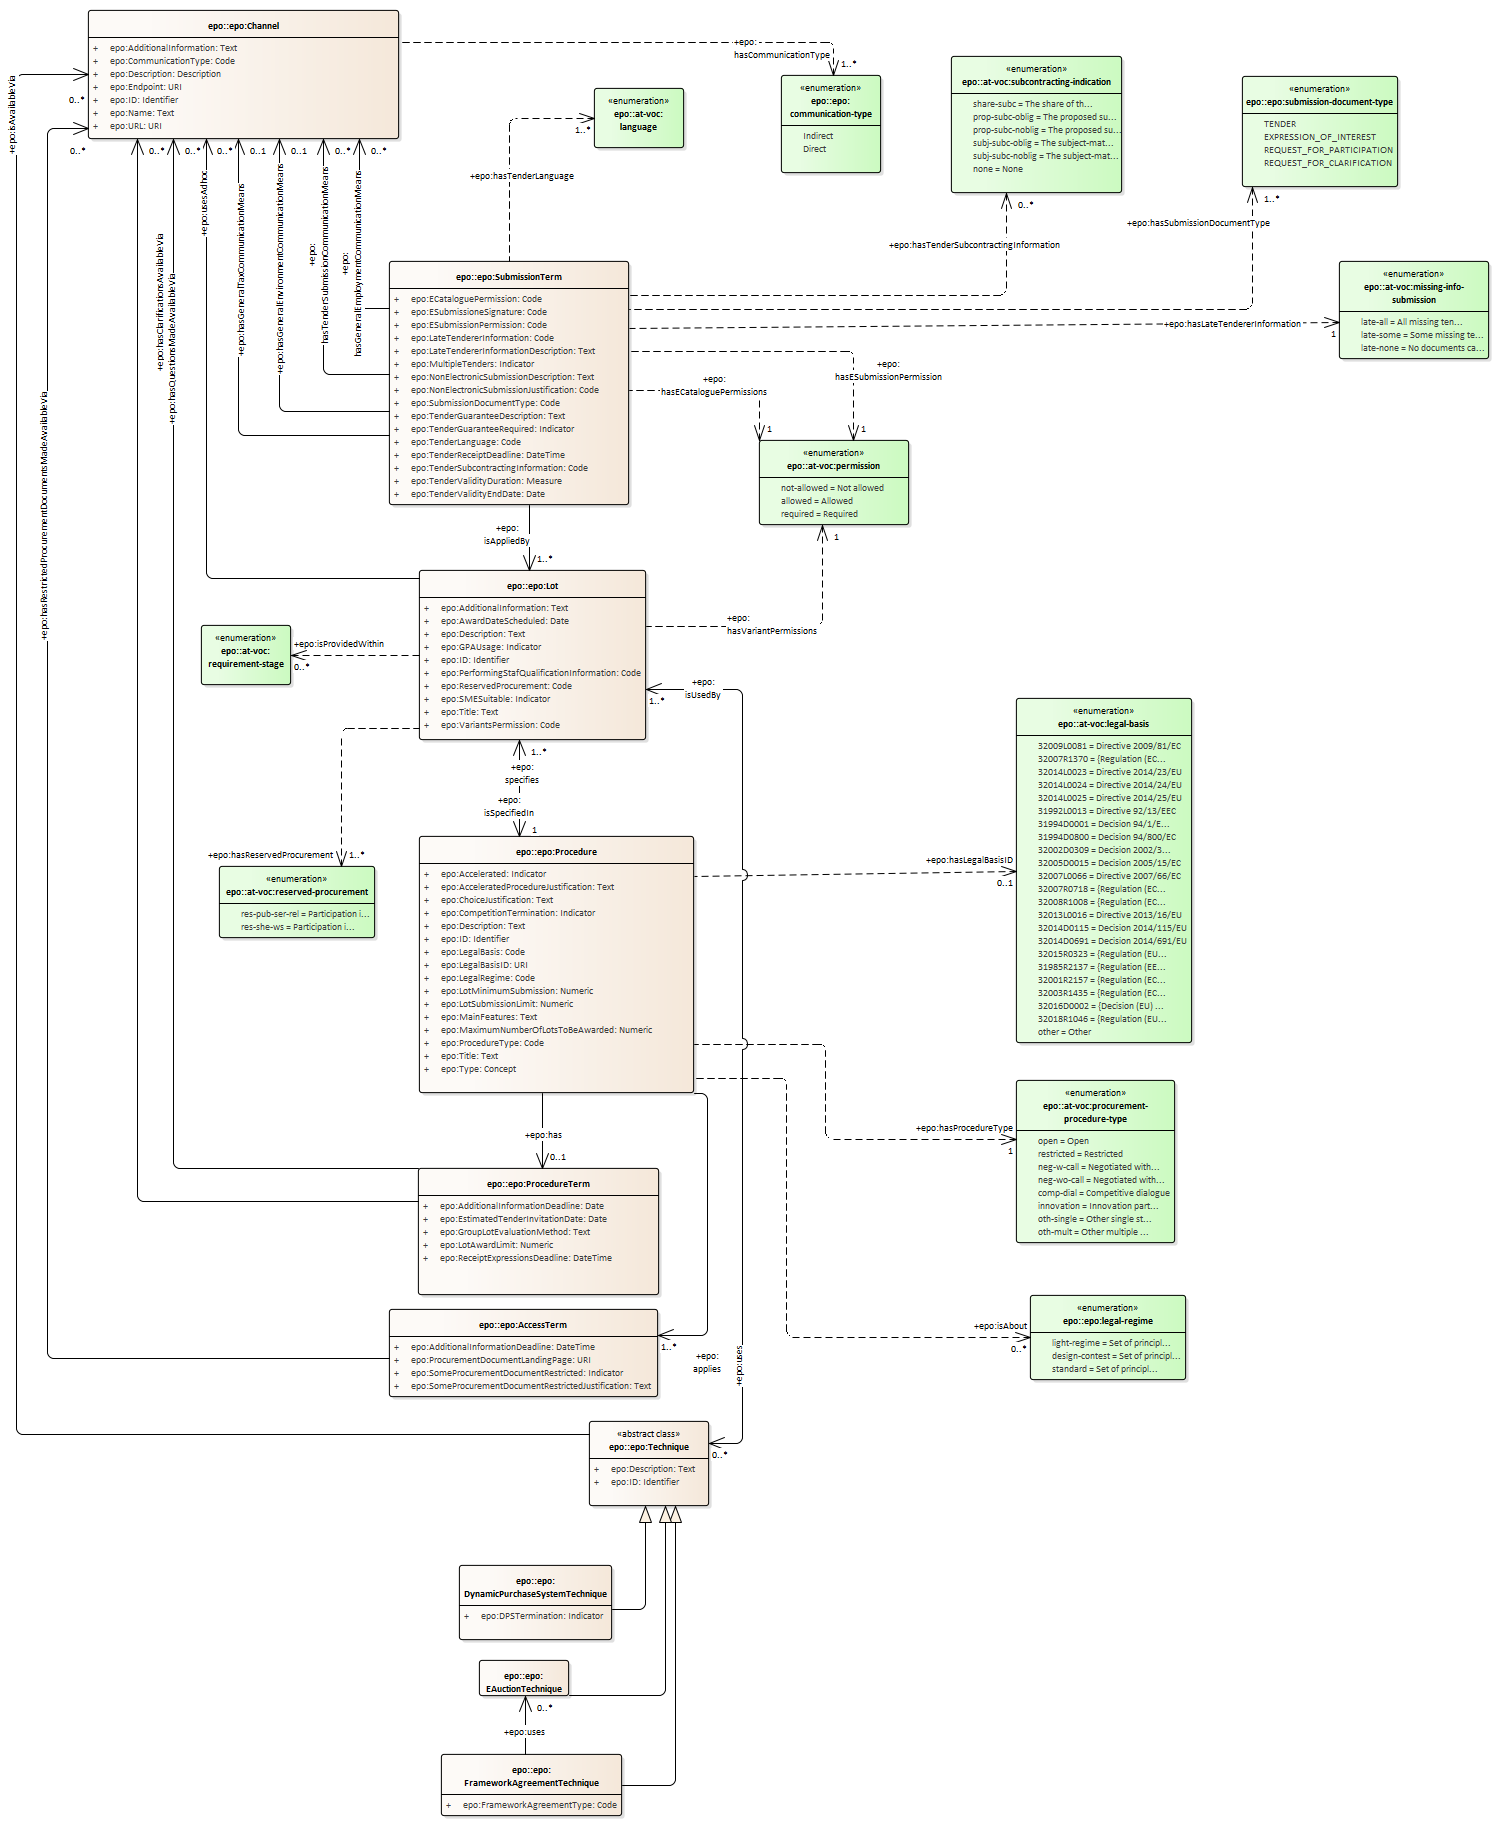 epo::epo:Channel
+ epo:AdditionalInformation: Text
+ epo:CommunicationType: Code
+ epo:Description: Description
+ epo:Endpoint: URI
+ epo:ID: Identifier
+ epo:Name: Text
+ epo:URL: URI
+epo:
hasCommunicationType
1..*
«enumeration»
epo::epo:
communication-type
Indirect
Direct
«enumeration»
epo::at-voc:
language
1..*
+epo:hasTenderLanguage
«enumeration»
epo::at-voc:subcontracting-indication
share-subc = The share of th...
prop-subc-oblig = The proposed su...
prop-subc-noblig = The proposed su...
subj-subc-oblig = The subject-mat...
subj-subc-noblig = The subject-mat...
none = None
0..*
+epo:hasTenderSubcontractingInformation
«enumeration»
epo::epo:submission-document-type
TENDER
EXPRESSION_OF_INTEREST
REQUEST_FOR_PARTICIPATION
REQUEST_FOR_CLARIFICATION
1..*
+epo:hasSubmissionDocumentType
«enumeration»
epo::at-voc:missing-info-
submission
late-all = All missing ten...
late-some = Some missing te...
late-none = No documents ca...
+epo:hasLateTendererInformation
1
+epo:isAvailableVia
0..*
+epo:hasRestrictedProcurementDocumentsMadeAvailableVia
0..*
+epo:hasClarificationsAvailableVia
0..*
+epo:hasQuestionsMadeAvailableVia
0..*
+epo:usesAdhoc
0..*
+epo:hasGeneralTaxCommunicationMeans
0..1
+epo:hasGeneralEnvironmentCommunicationMeans
0..1
+epo:
hasTenderSubmissionCommunicationMeans
0..*
+epo:
hasGeneralEmploymentCommunicationMeans
0..*
epo::epo:SubmissionTerm
+ epo:ECataloguePermission: Code
+ epo:ESubmissioneSignature: Code
+ epo:ESubmissionPermission: Code
+ epo:LateTendererInformation: Code
+ epo:LateTendererInformationDescription: Text
+ epo:MultipleTenders: Indicator
+ epo:NonElectronicSubmissionDescription: Text
+ epo:NonElectronicSubmissionJustification: Code
+ epo:SubmissionDocumentType: Code
+ epo:TenderGuaranteeDescription: Text
+ epo:TenderGuaranteeRequired: Indicator
+ epo:TenderLanguage: Code
+ epo:TenderReceiptDeadline: DateTime
+ epo:TenderSubcontractingInformation: Code
+ epo:TenderValidityDuration: Measure
+ epo:TenderValidityEndDate: Date
+epo:
hasECataloguePermissions
1
+epo:
hasESubmissionPermission
1
«enumeration»
epo::at-voc:permission
not-allowed = Not allowed
allowed = Allowed
required = Required
1
+epo:
hasVariantPermissions
+epo:
isAppliedBy
1..*
epo::epo:Lot
+ epo:AdditionalInformation: Text
+ epo:AwardDateScheduled: Date
+ epo:Description: Text
+ epo:GPAUsage: Indicator
+ epo:ID: Identifier
+ epo:PerformingStafQualificationInformation: Code
+ epo:ReservedProcurement: Code
+ epo:SMESuitable: Indicator
+ epo:Title: Text
+ epo:VariantsPermission: Code
«enumeration»
epo::at-voc:
requirement-stage
+epo:isProvidedWithin
0..*
+epo:
isUsedBy
1..*
1..*
+epo:
specifies
+epo:
isSpecifiedIn
1
+epo:hasReservedProcurement
1..*
«enumeration»
epo::at-voc:reserved-procurement
res-pub-ser-rel = Participation i...
res-she-ws = Participation i...
epo::epo:Procedure
+ epo:Accelerated: Indicator
+ epo:AcceleratedProcedureJustification: Text
+ epo:ChoiceJustification: Text
+ epo:CompetitionTermination: Indicator
+ epo:Description: Text
+ epo:ID: Identifier
+ epo:LegalBasis: Code
+ epo:LegalBasisID: URI
+ epo:LegalRegime: Code
+ epo:LotMinimumSubmission: Numeric
+ epo:LotSubmissionLimit: Numeric
+ epo:MainFeatures: Text
+ epo:MaximumNumberOfLotsToBeAwarded: Numeric
+ epo:ProcedureType: Code
+ epo:Title: Text
+ epo:Type: Concept
+epo:hasLegalBasisID
0..1
«enumeration»
epo::at-voc:legal-basis
32009L0081 = Directive 2009/81/EC
32007R1370 = {Regulation (EC...
32014L0023 = Directive 2014/23/EU
32014L0024 = Directive 2014/24/EU
32014L0025 = Directive 2014/25/EU
31992L0013 = Directive 92/13/EEC
31994D0001 = Decision 94/1/E...
31994D0800 = Decision 94/800/EC
32002D0309 = Decision 2002/3...
32005D0015 = Decision 2005/15/EC
32007L0066 = Directive 2007/66/EC
32007R0718 = {Regulation (EC...
32008R1008 = {Regulation (EC...
32013L0016 = Directive 2013/16/EU
32014D0115 = Decision 2014/115/EU
32014D0691 = Decision 2014/691/EU
32015R0323 = {Regulation (EU...
31985R2137 = {Regulation (EE...
32001R2157 = {Regulation (EC...
32003R1435 = {Regulation (EC...
32016D0002 = {Decision (EU) ...
32018R1046 = {Regulation (EU...
other = Other
+epo:hasProcedureType
1
«enumeration»
epo::at-voc:procurement-
procedure-type
open = Open
restricted = Restricted
neg-w-call = Negotiated with...
neg-wo-call = Negotiated with...
comp-dial = Competitive dialogue
innovation = Innovation part...
oth-single = Other single st...
oth-mult = Other multiple ...
+epo:isAbout
0..*
«enumeration»
epo::epo:legal-regime
light-regime = Set of principl...
design-contest = Set of principl...
standard = Set of principl...
+epo:has
0..1
epo::epo:ProcedureTerm
+ epo:AdditionalInformationDeadline: Date
+ epo:EstimatedTenderInvitationDate: Date
+ epo:GroupLotEvaluationMethod: Text
+ epo:LotAwardLimit: Numeric
+ epo:ReceiptExpressionsDeadline: DateTime
epo::epo:AccessTerm
+ epo:AdditionalInformationDeadline: DateTime
+ epo:ProcurementDocumentLandingPage: URI
+ epo:SomeProcurementDocumentRestricted: Indicator
+ epo:SomeProcurementDocumentRestrictedJustification: Text
1..*
+epo:
applies
+epo:uses
0..*
«abstract class»
epo::epo:Technique
+ epo:Description: Text
+ epo:ID: Identifier
epo::epo:
DynamicPurchaseSystemTechnique
+ epo:DPSTermination: Indicator
epo::epo:
EAuctionTechnique
0..*
+epo:uses
epo::epo:
FrameworkAgreementTechnique
+ epo:FrameworkAgreementType: Code